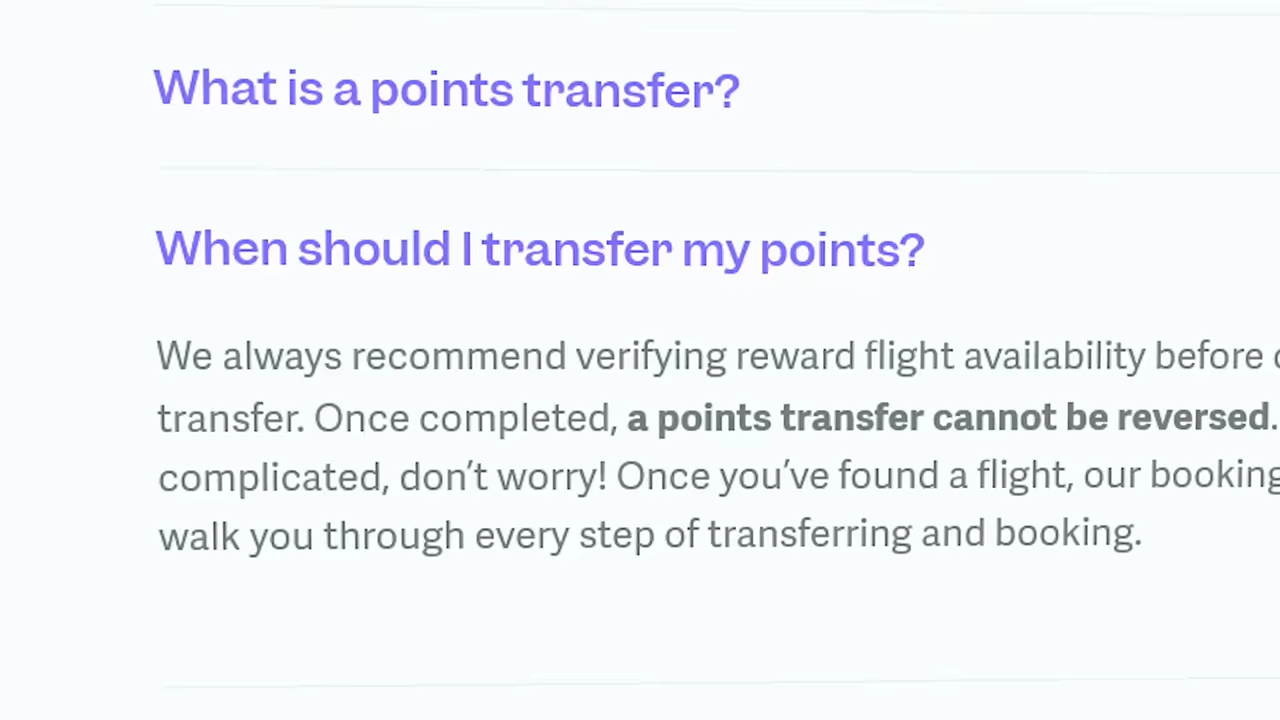 What is a points transfer?
When should I transfer my points?
We always recommend verifying reward flight availability before
transfer. Once completed, a points transfer cannot be reversed.
complicated, don’t worry! Once you’ve found a flight, our booking
walk you through every step of transferring and booking.